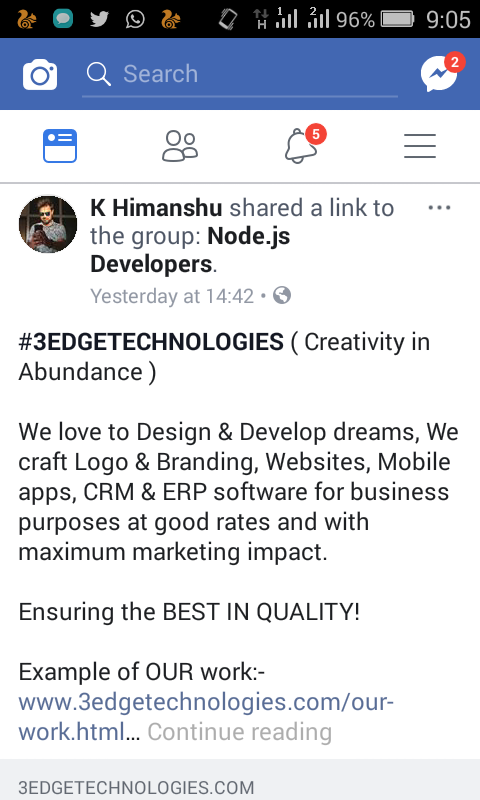 H 1 2 96% 9:05
Search 2
5
K Himanshu shared a link to
the group: Node.js
Developers.
Yesterday at 14:42 •
#3EDGETECHNOLOGIES ( Creativity in
Abundance )
We love to Design & Develop dreams, We
craft Logo & Branding, Websites, Mobile
apps, CRM & ERP software for business
purposes at good rates and with
maximum marketing impact.
Ensuring the BEST IN QUALITY!
Example of OUR work:-
www.3edgetechnologies.com/our-
work.html... Continue reading
3EDGETECHNOLOGIES.COM